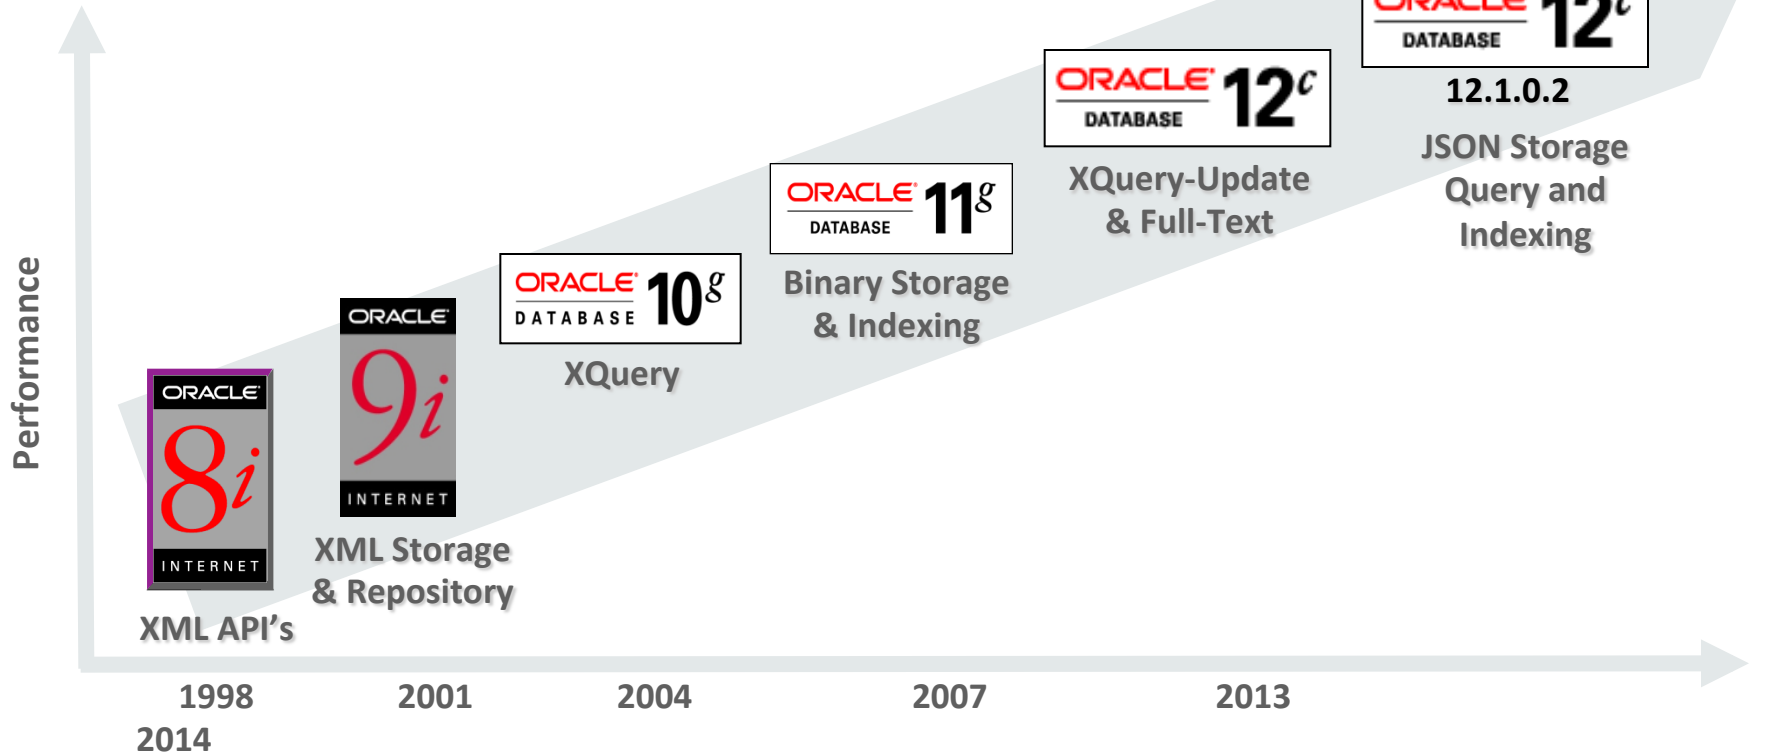 Performance
ORACLE
8i
INTERNET
XML API’s
ORACLE
9i
INTERNET
XML Storage
& Repository
ORACLE
DATABASE
10g
XQuery
ORACLE
DATABASE
11g
Binary Storage
& Indexing
ORACLE
DATABASE
12c
XQuery-Update
& Full-Text
ORACLE
DATABASE
12c
12.1.0.2
JSON Storage
Query and
Indexing
1998 2001 2004 2007 2013
2014